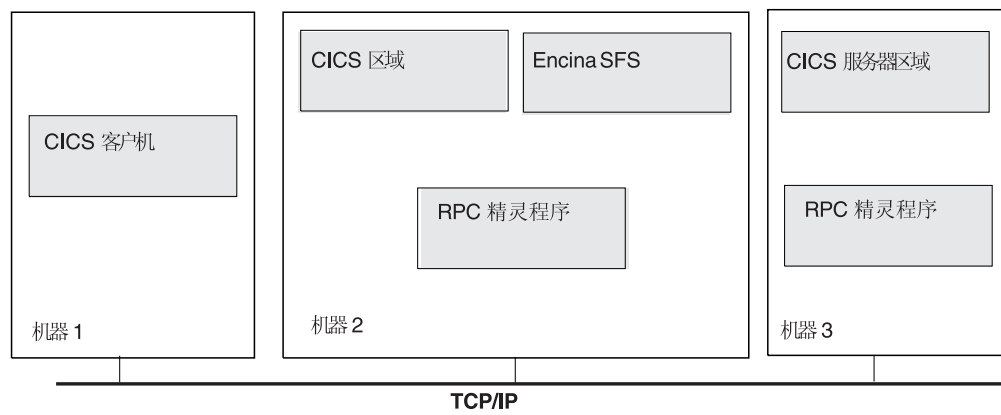 CICS 客户机
机器 1
CICS 区域
Encina SFS
RPC 精灵程序
机器 2
CICS 服务器区域
RPC 精灵程序
机器 3
TCP/IP